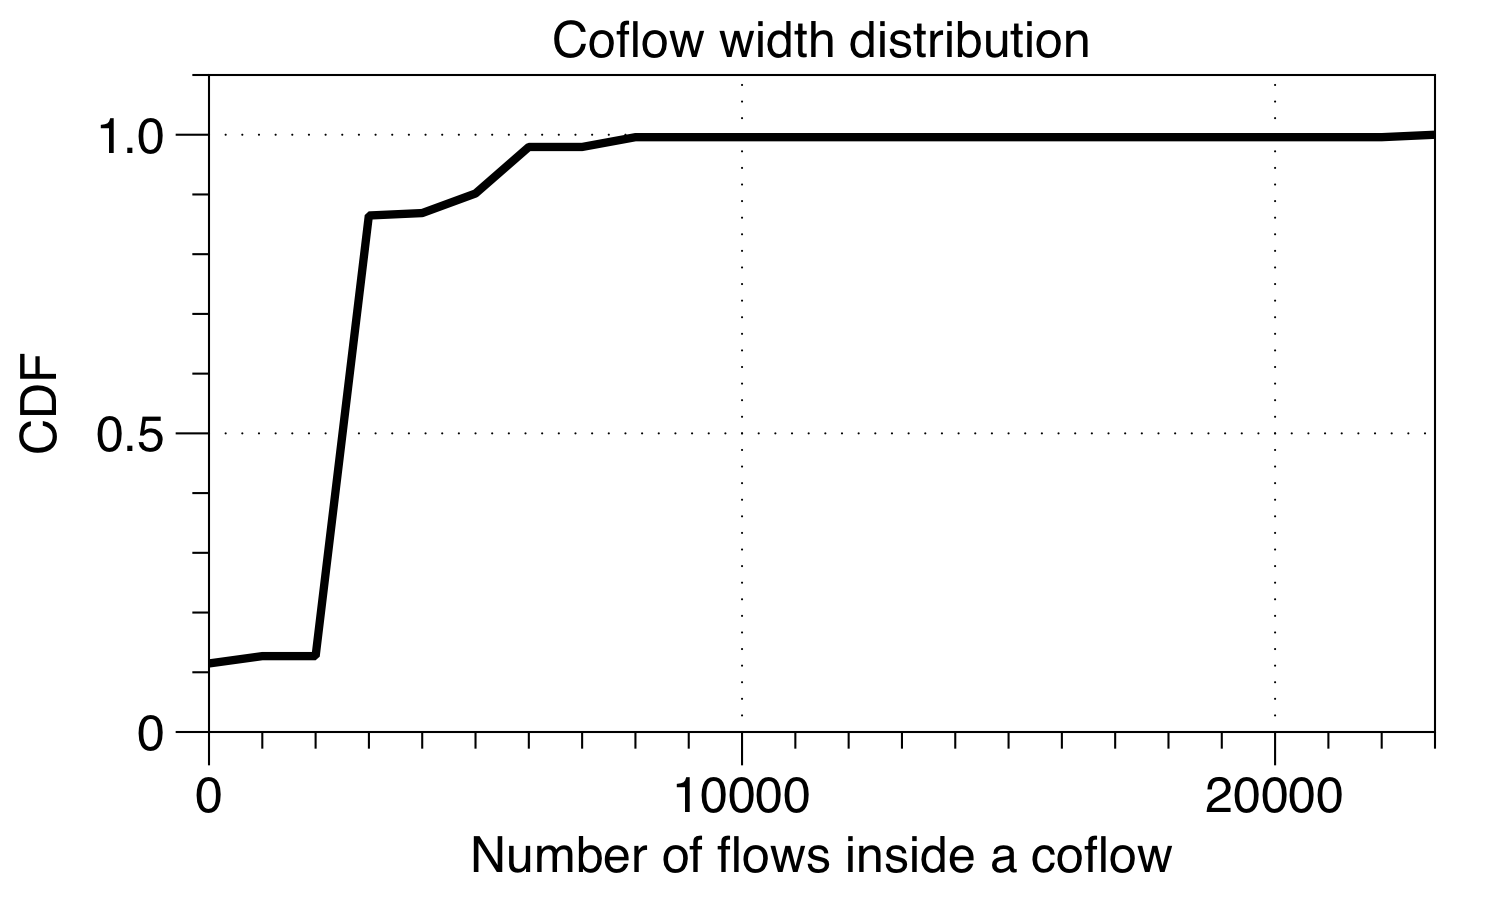 Coflow width distribution
1.0
0.5
0
CDF
0 10000 20000
Number of flows inside a coflow